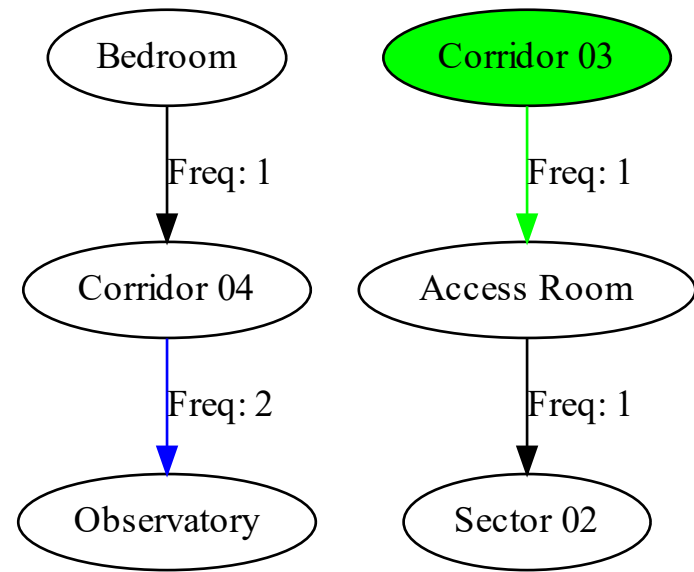 Bedroom
Corridor 03
Freq: 1
Freq: 1
Corridor 04
Access Room
Freq: 2
Freq: 1
Observatory
Sector 02